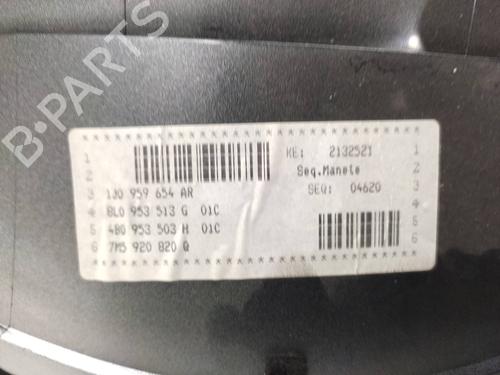 B-PARTS
1 KE: 2132521 1
2 Seq.Manete 2
3 1J0 959 654 AR SEQ: 04620 3
4 8L0 953 513 G 01C 4
5 4B0 953 503 H 01C 5
6 7M5 920 820 Q 6